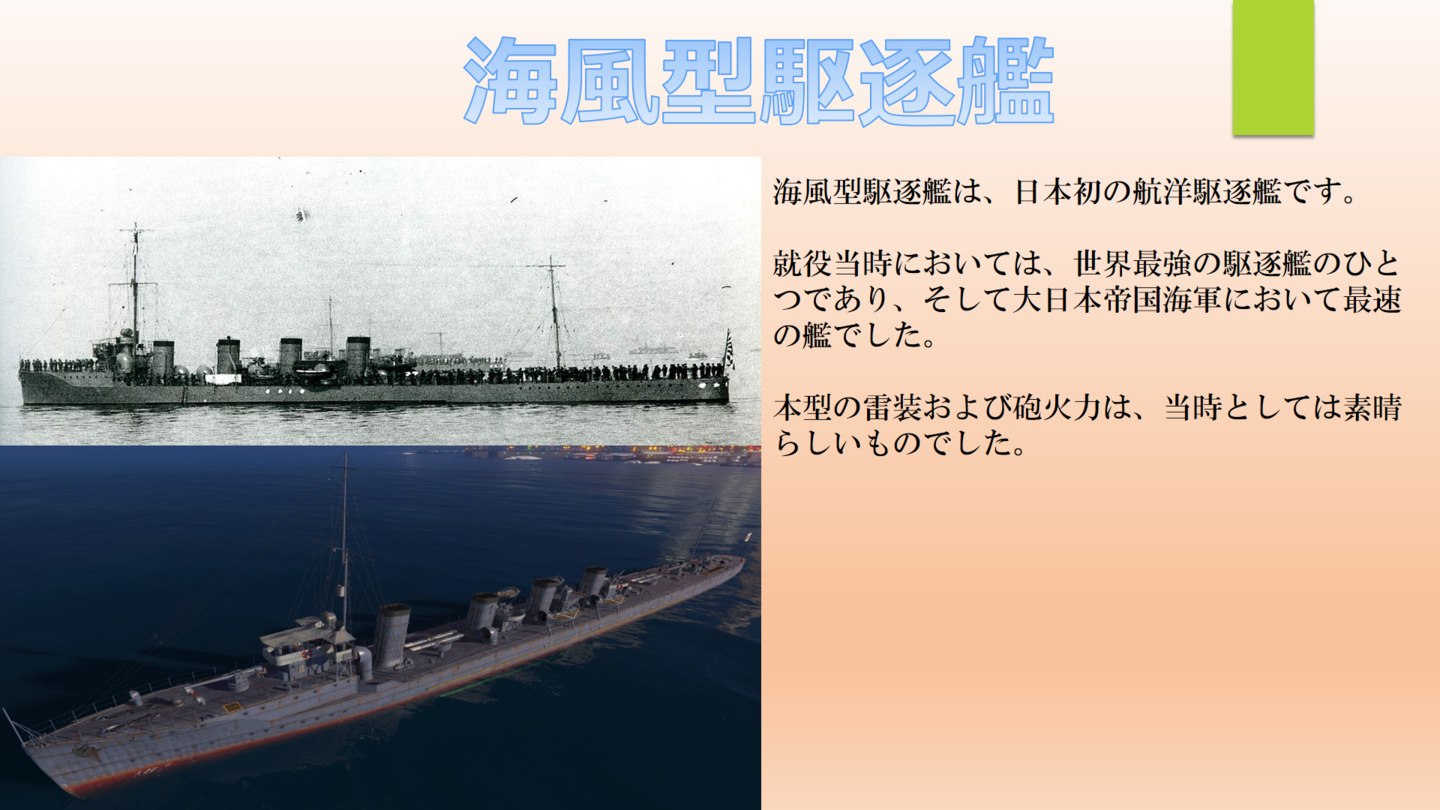 海風型駆逐艦
海風型駆逐艦は、日本初の航洋駆逐艦です。
就役当時においては、世界最強の駆逐艦のひと
つであり、そして大日本帝国海軍において最速
の艦でした。
本型の雷装および砲火力は、当時としては素晴
らしいものでした。